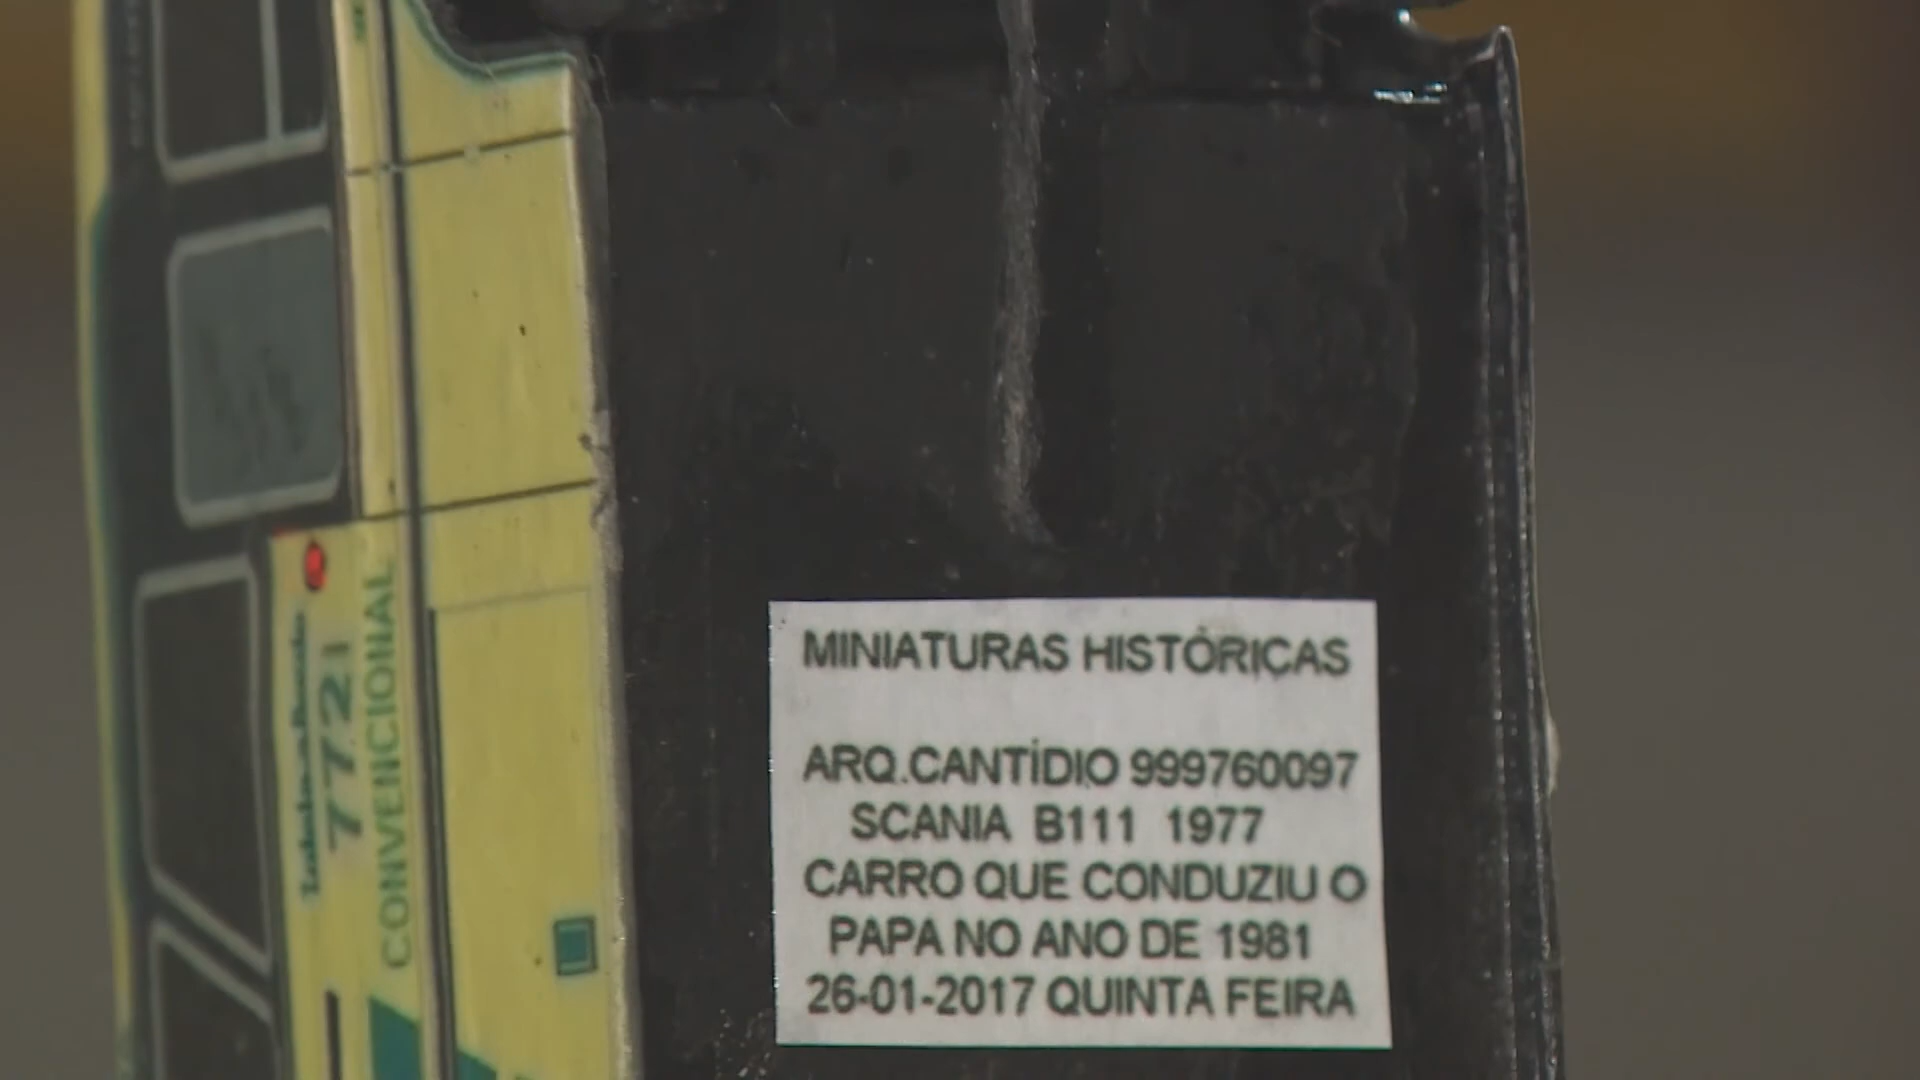 7721
CONVENCIONAL
MINIATURAS HISTÓRICAS
ARQ.CANTÍDIO 999760097
SCANIA B111 1977
CARRO QUE CONDUZIU O
PAPA NO ANO DE 1981
26-01-2017 QUINTA FEIRA